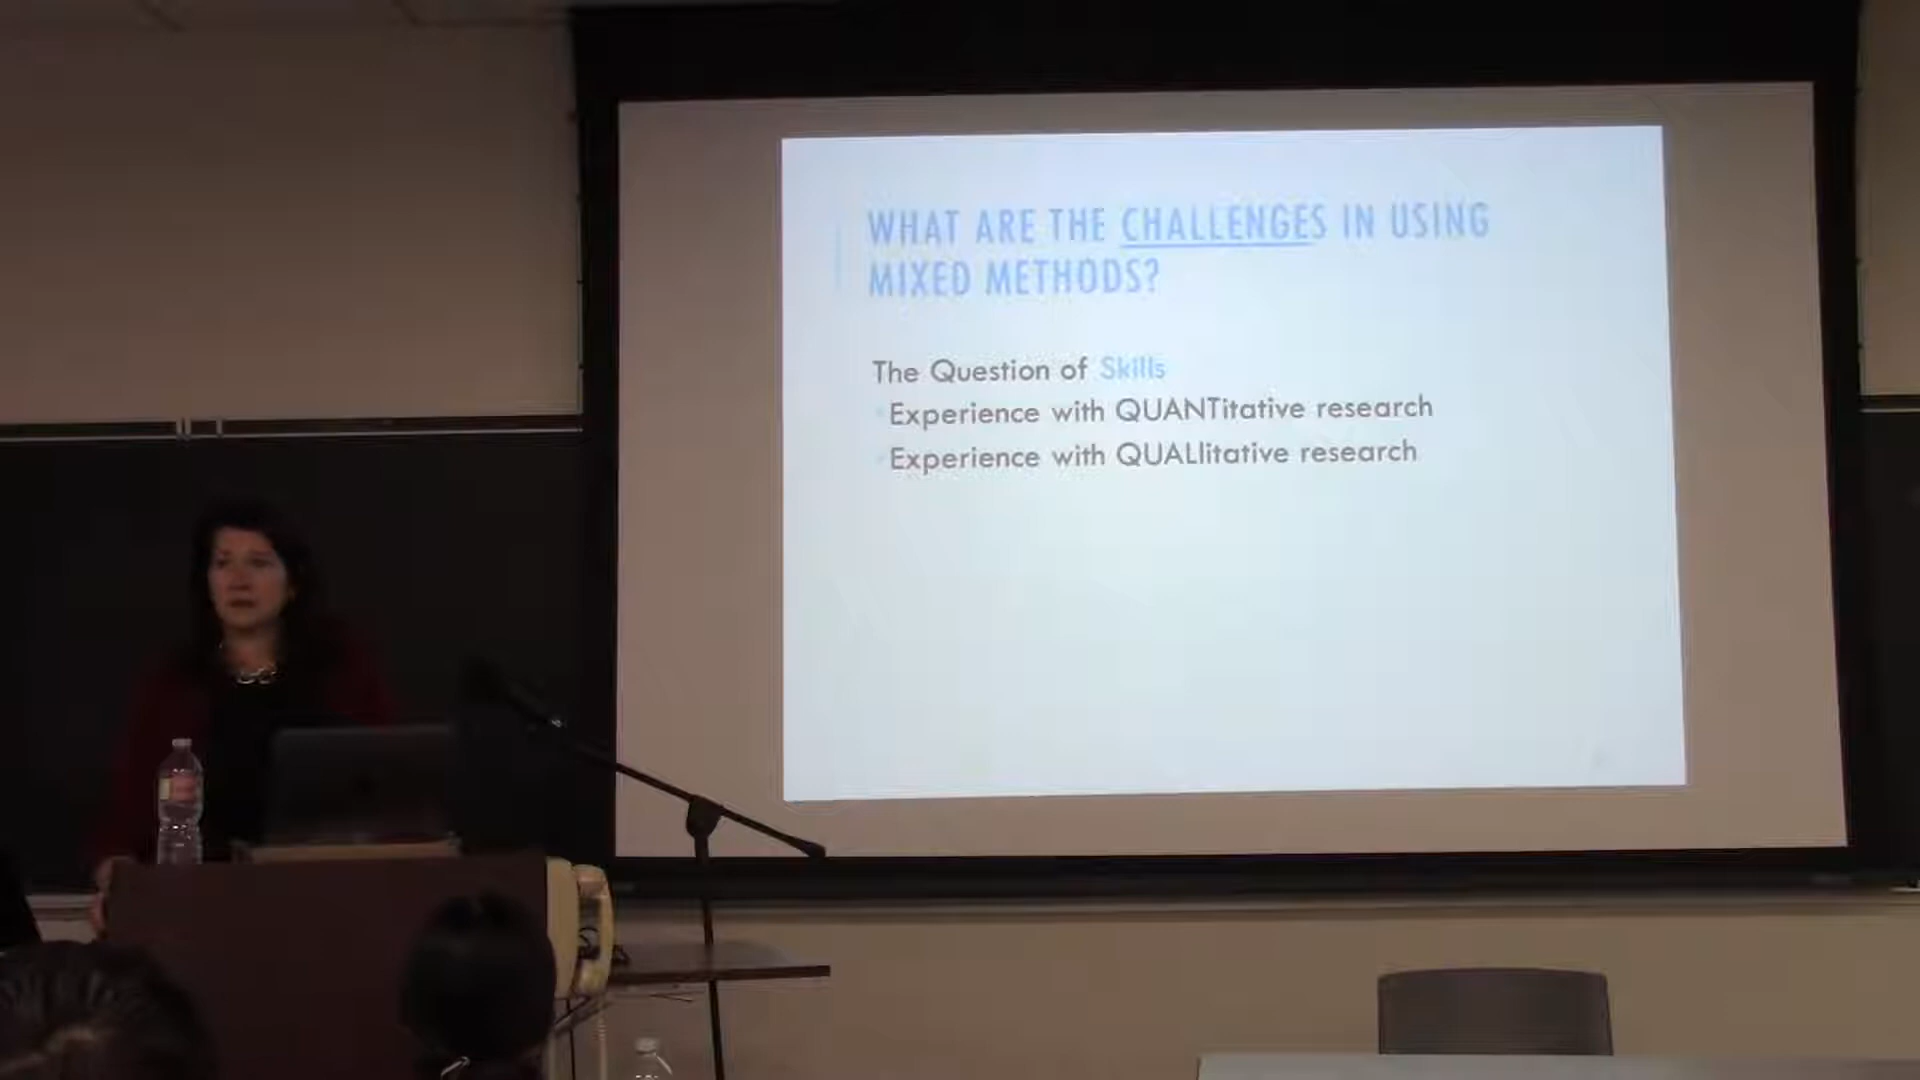 WHAT ARE THE CHALLENGES IN USING
MIXED METHODS?
The Question of Skills
Experience with QUANTitative research
Experience with QUALlitative research